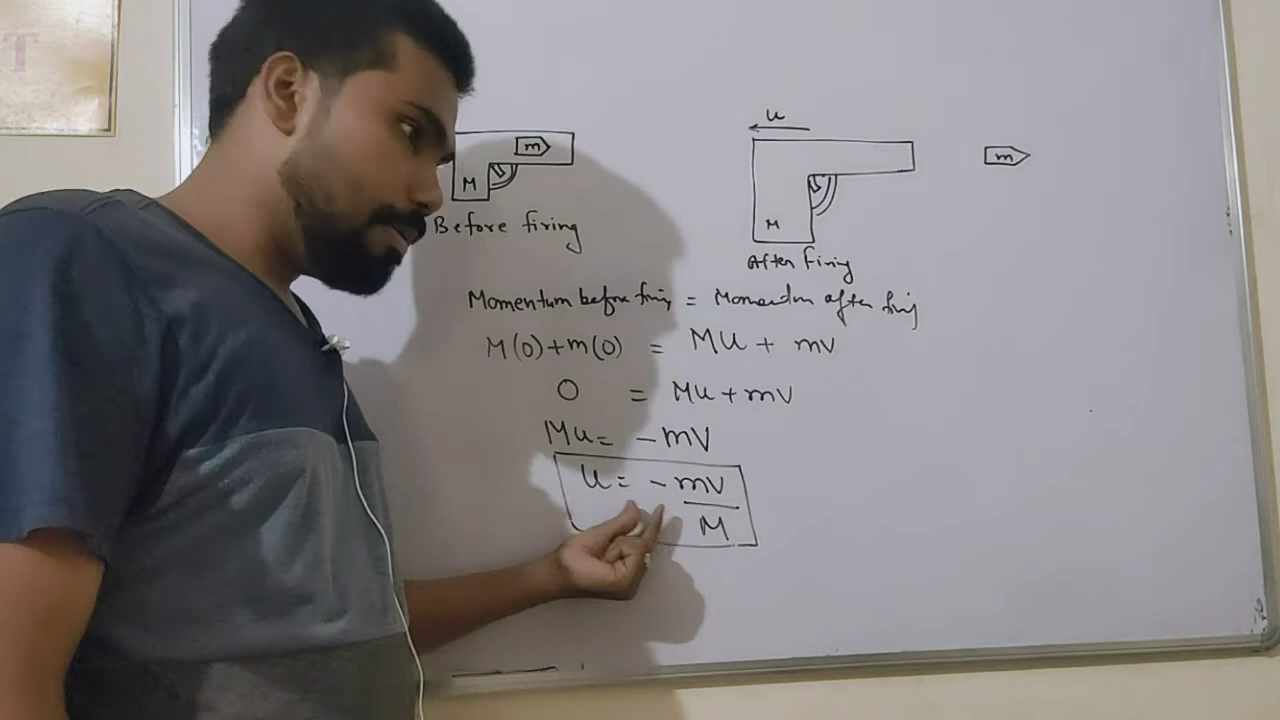 T
u
m
m
M
M
Before firing
After firing
Momentum before firing = Momentum after firing
M(0)+m(0) = MU + mv
0 = Mu+mV
Mu= -mV
U= -mV/M